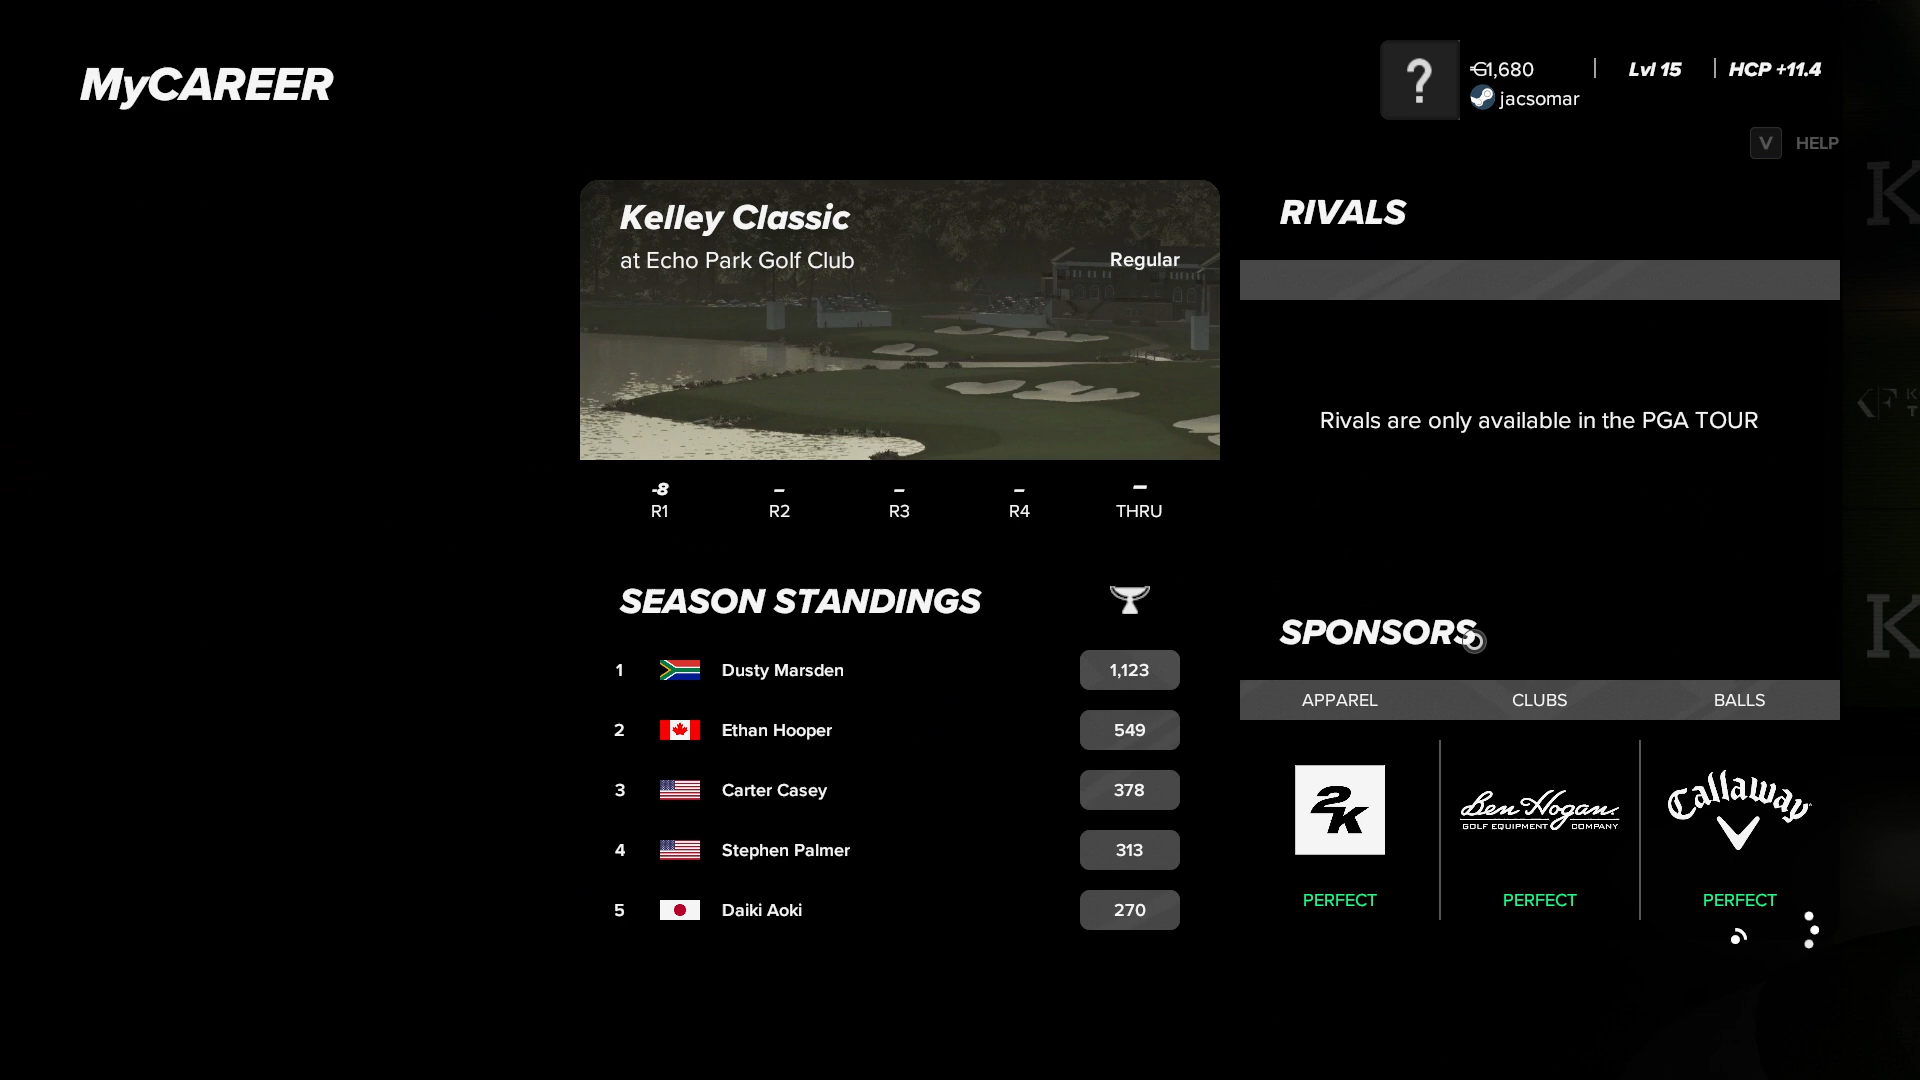 MyCAREER
1,680
Lvl 15
HCP +11.4
jacsomar
V HELP
Kelley Classic
at Echo Park Golf Club
Regular
-8 – – – –
R1 R2 R3 R4 THRU
SEASON STANDINGS
1 Dusty Marsden 1,123
2 Ethan Hooper 549
3 Carter Casey 378
4 Stephen Palmer 313
5 Daiki Aoki 270
RIVALS
Rivals are only available in the PGA TOUR
SPONSORS
APPAREL CLUBS BALLS
2K
Ben Hogan.
GOLF EQUIPMENT COMPANY
Callaway
PERFECT PERFECT PERFECT